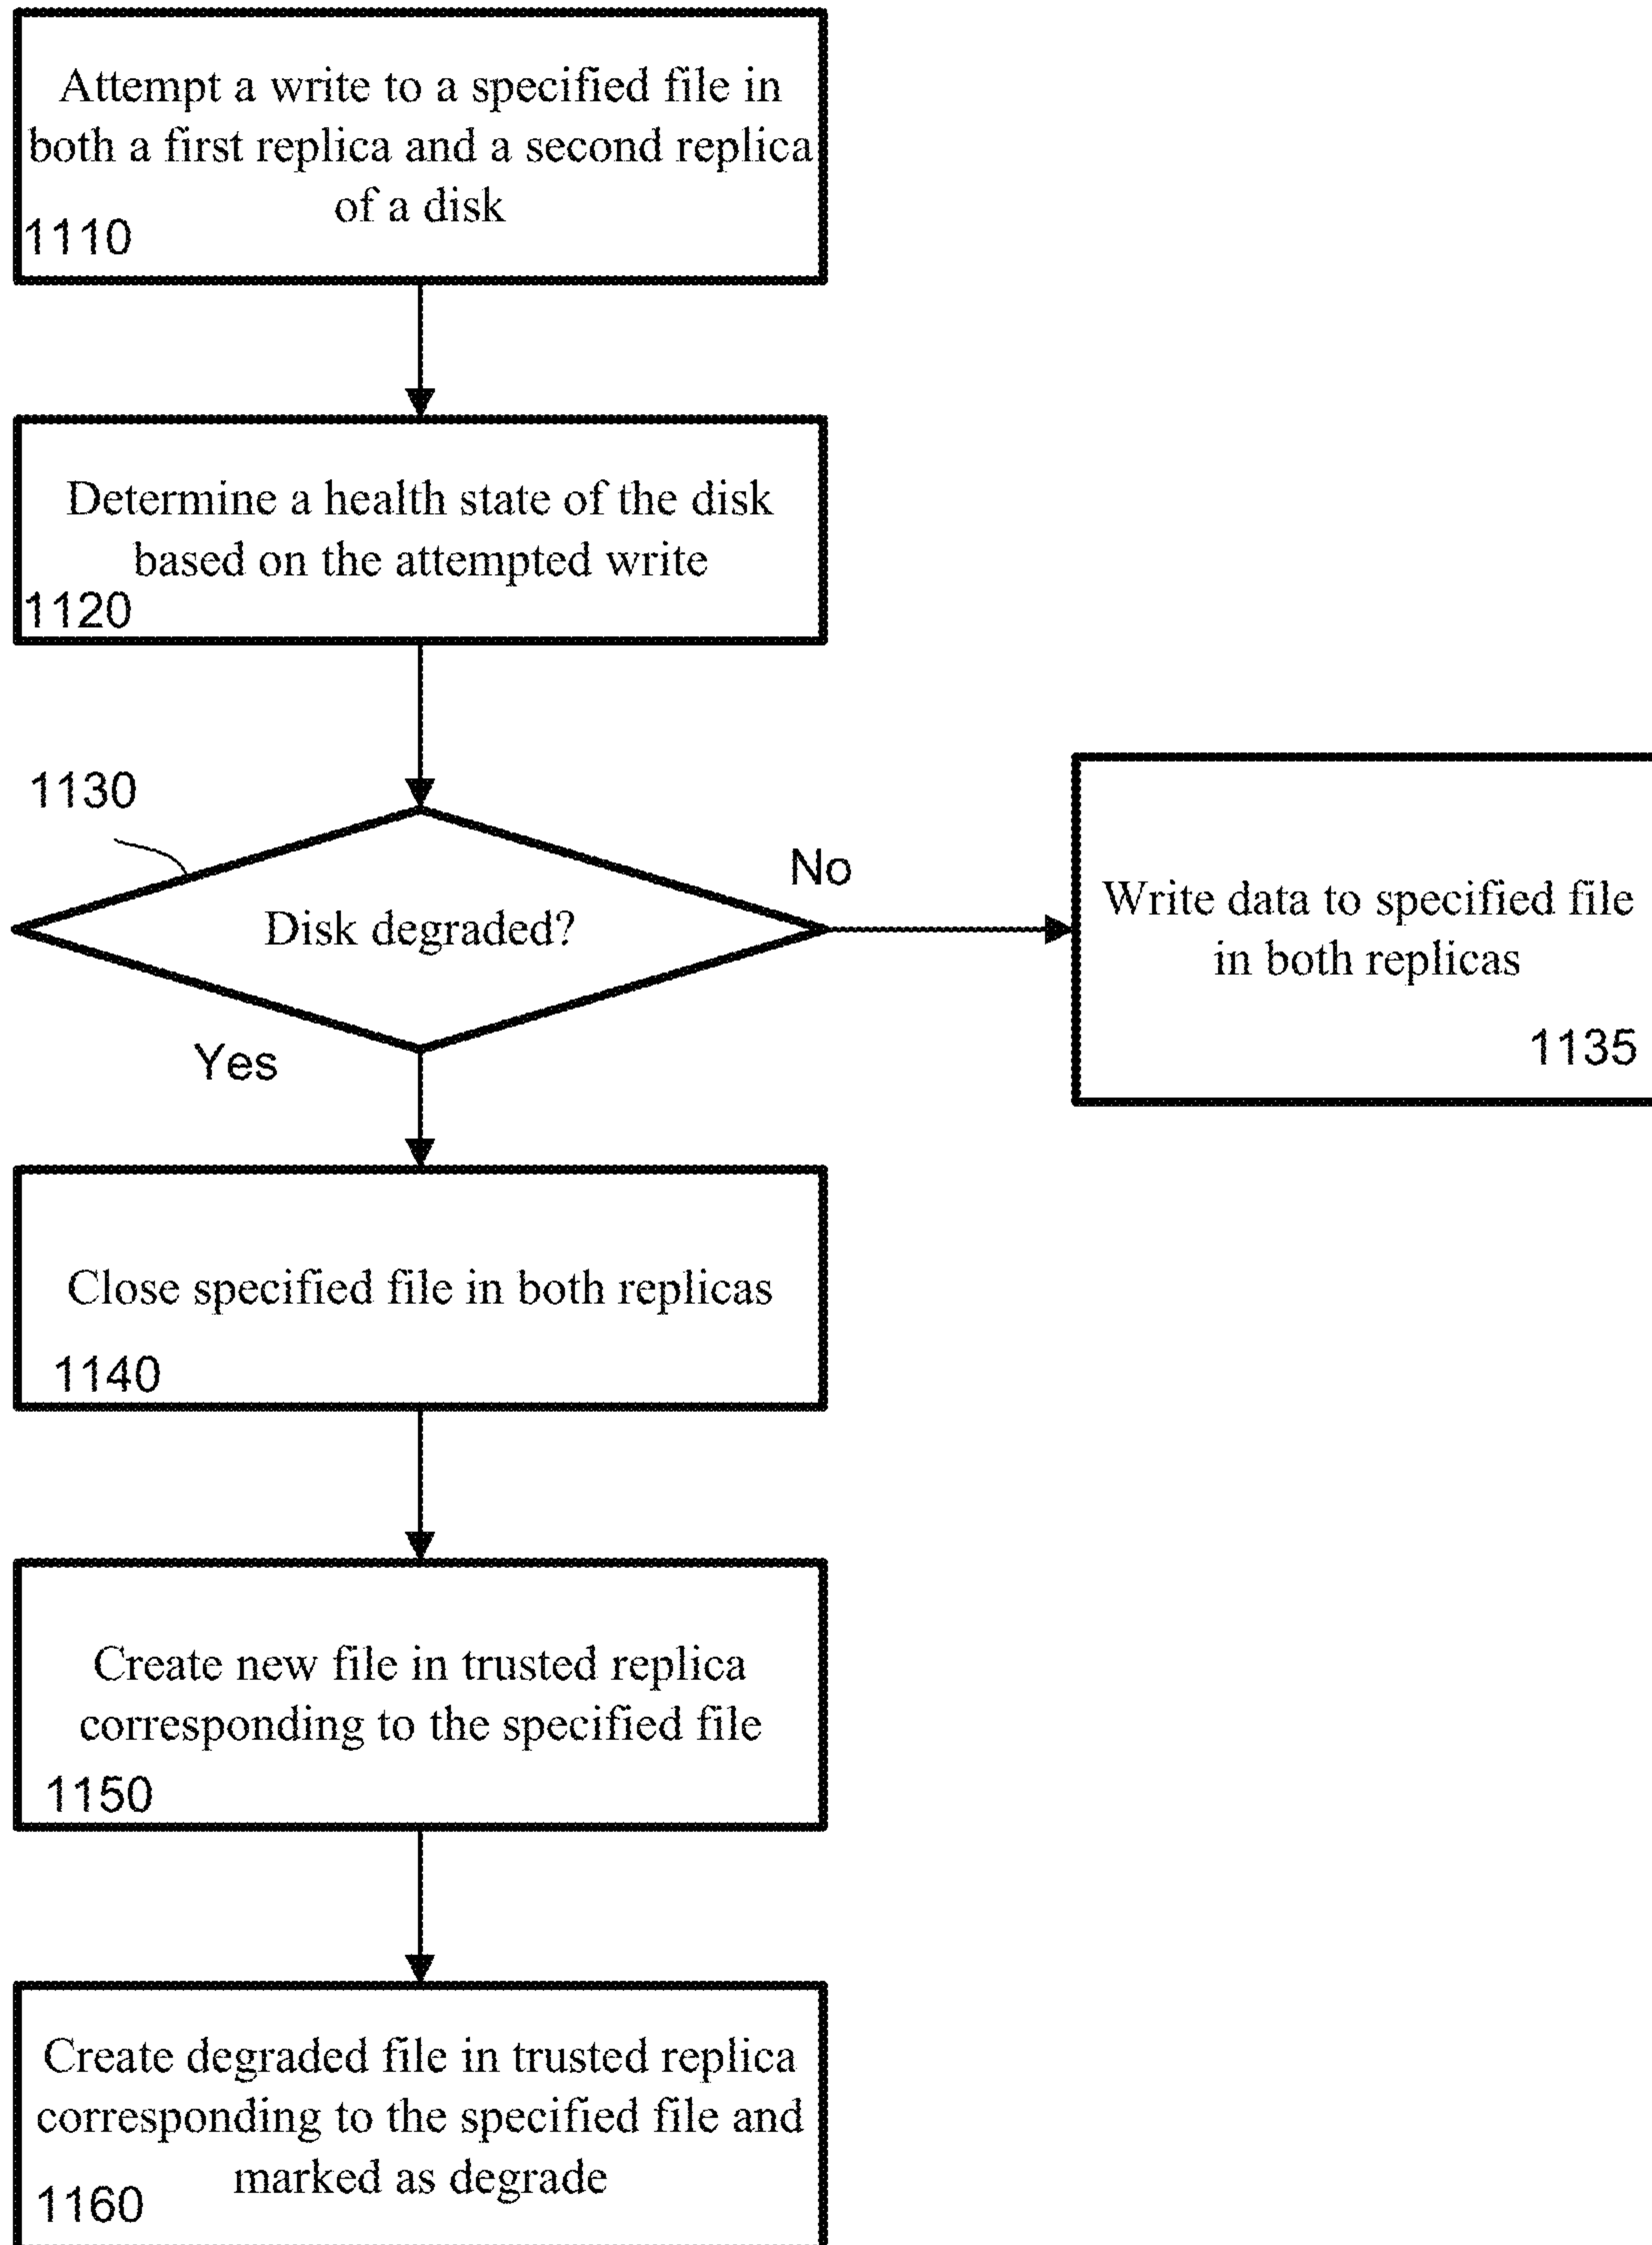 Attempt a write to a specified file in
both a first replica and a second replica
of a disk
1110
Determine a health state of the disk
based on the attempted write
1120
1130
Disk degraded?
No
Yes
Write data to specified file
in both replicas
1135
Close specified file in both replicas
1140
Create new file in trusted replica
corresponding to the specified file
1150
Create degraded file in trusted replica
corresponding to the specified file and
marked as degrade
1160